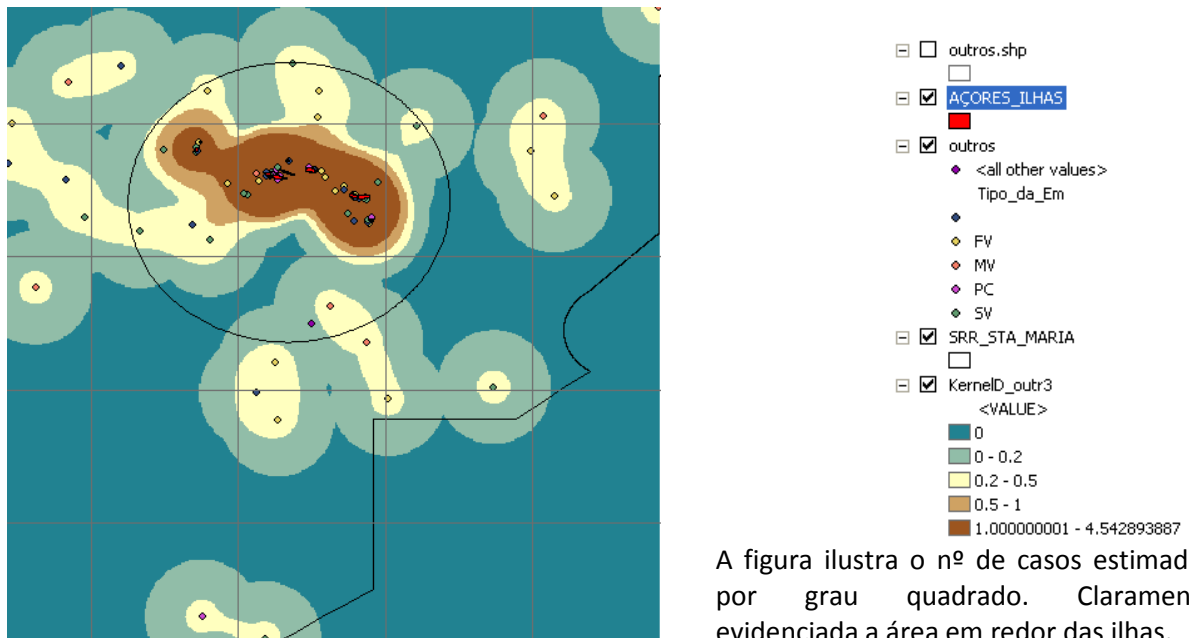 outros.shp
AÇORES_ILHAS
outros
<all other values>
Tipo_da_Em
FV
MV
PC
SV
SRR_STA_MARIA
KernelD_outr3
<VALUE>
0
0 - 0.2
0.2 - 0.5
0.5 - 1
1.000000001 - 4.542893887
A figura ilustra o nº de casos estimad
por grau quadrado. Claramen
evidenciada a área em redor das ilhas.